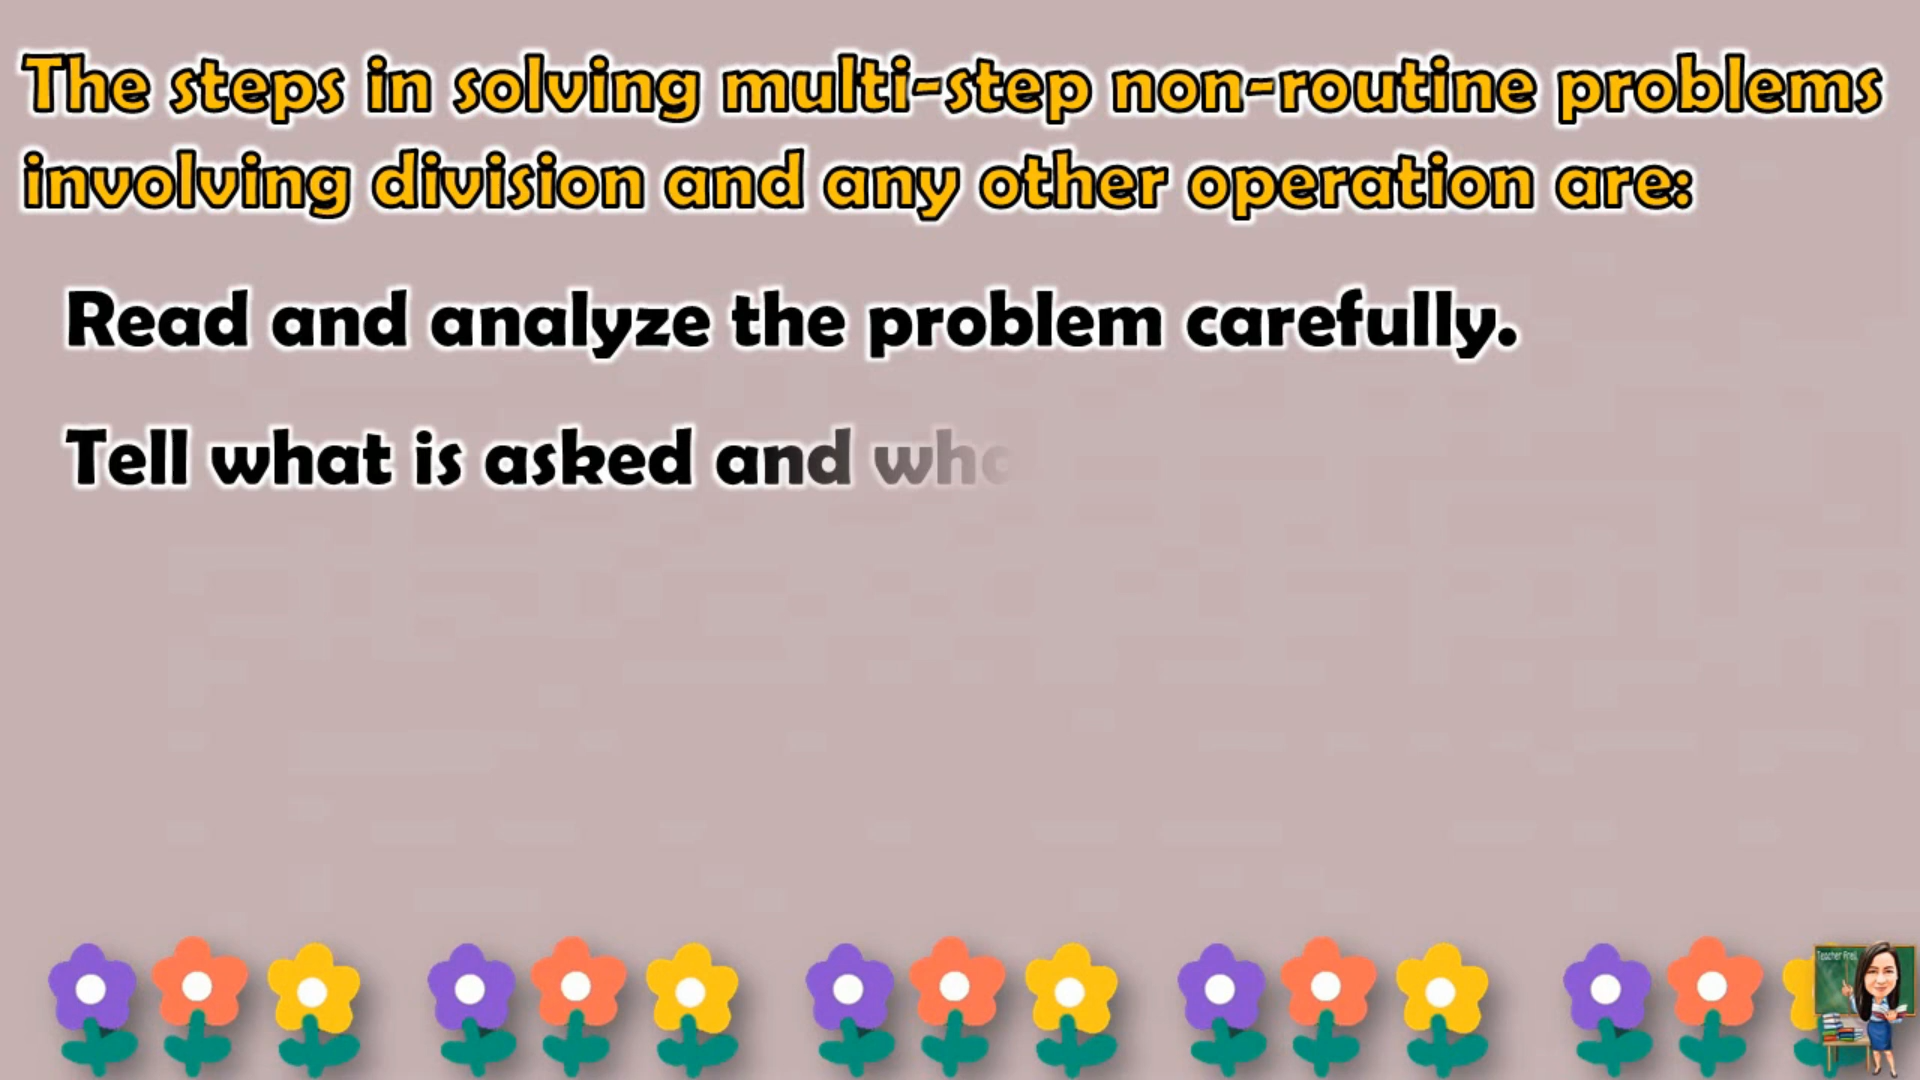 The steps in solving multi-step non-routine problems
involving division and any other operation are:
Read and analyze the problem carefully.
Tell what is asked and